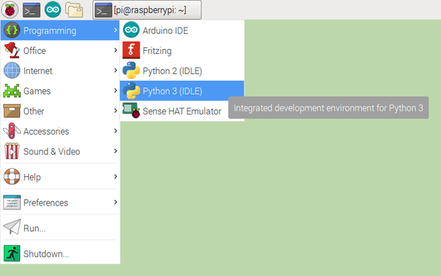 [pi@raspberrypi: ~]
Programming
Office
Internet
Games
Other
Accessories
Sound & Video
Help
Preferences
Run...
Shutdown...
Arduino IDE
Fritzing
Python 2 (IDLE)
Python 3 (IDLE)
Sense HAT Emulator
Integrated development environment for Python 3